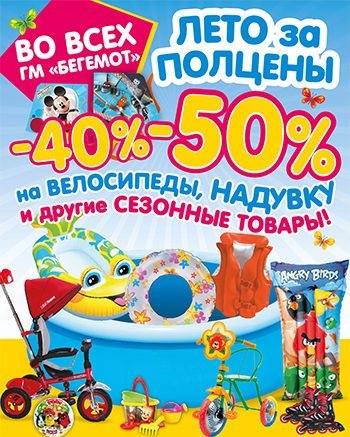 ВО ВСЕХ
ГМ «БЕГЕМОТ»
ЛЕТО за
ПОЛЦЕНЫ
-40%-50%
на ВЕЛОСИПЕДЫ, НАДУВКУ
и другие СЕЗОННЫЕ ТОВАРЫ!
ANGRY BIRDS